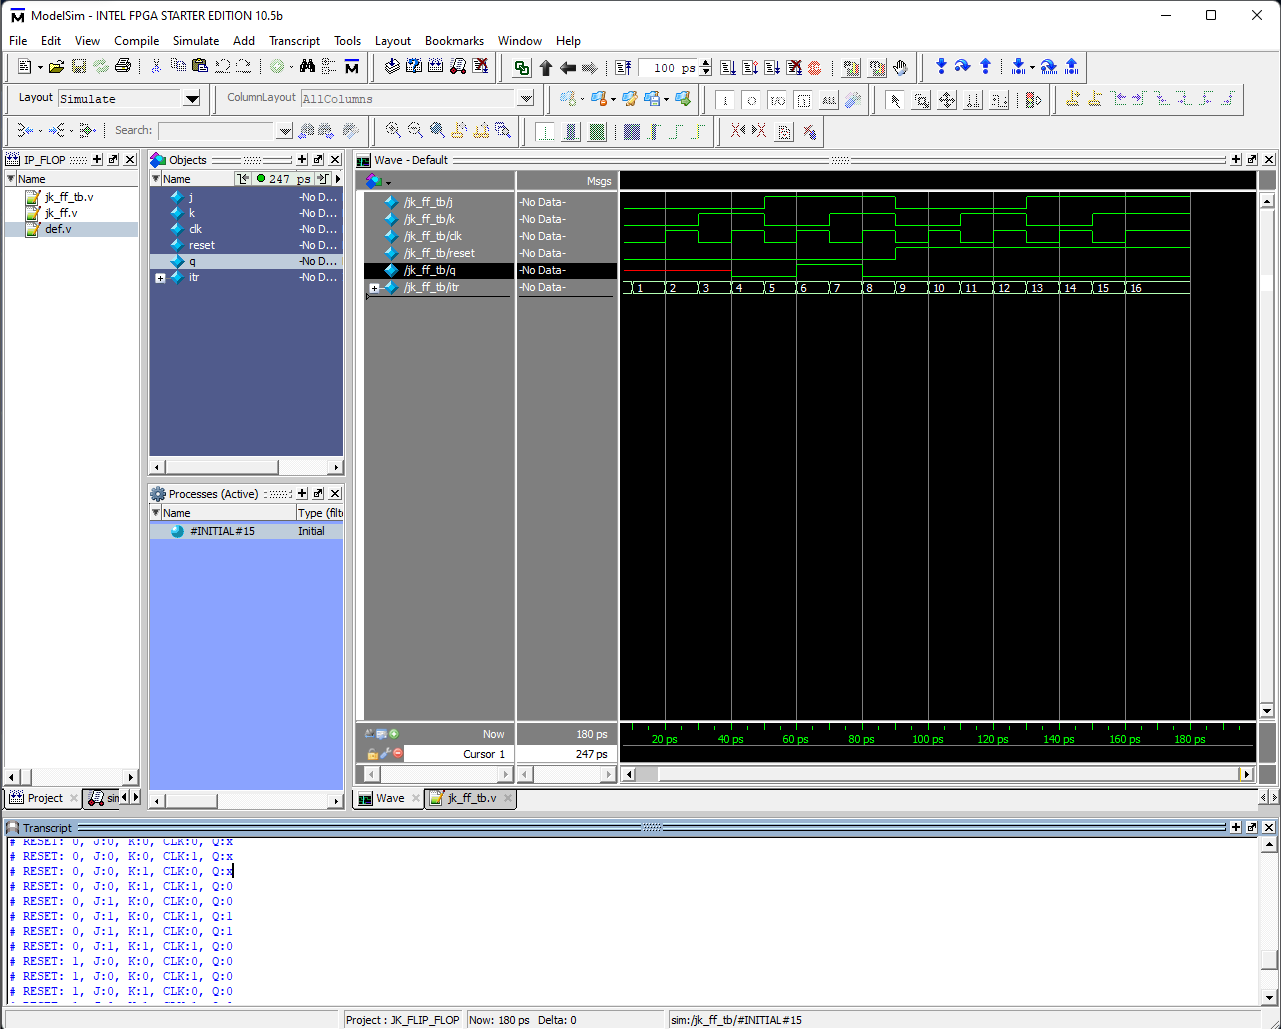 ModelSim - INTEL FPGA STARTER EDITION 10.5b
File Edit View Compile Simulate Add Transcript Tools Layout Bookmarks Window Help
100 ps
Layout Simulate ColumnLayout AllColumns
Search:
IP_FLOP
Name
jk_ff_tb.v
jk_ff.v
def.v
Project
sim
Objects
Name 247 ps
j -No D...
k -No D...
clk -No D...
reset -No D...
q -No D...
itr -No D...
Processes (Active)
Name Type (filte
#INITIAL#15 Initial
Wave - Default
Msgs
/jk_ff_tb/j -No Data-
/jk_ff_tb/k -No Data-
/jk_ff_tb/clk -No Data-
/jk_ff_tb/reset -No Data-
/jk_ff_tb/q -No Data-
/jk_ff_tb/itr -No Data- 1 2 3 4 5 6 7 8 9 10 11 12 13 14 15 16
Now 180 ps
20 ps 40 ps 60 ps 80 ps 100 ps 120 ps 140 ps 160 ps 180 ps
Cursor 1 247 ps
Wave jk_ff_tb.v
Transcript
# RESET: 0, J:0, K:0, CLK:0, Q:x
# RESET: 0, J:0, K:0, CLK:1, Q:x
# RESET: 0, J:0, K:1, CLK:0, Q:x
# RESET: 0, J:0, K:1, CLK:1, Q:0
# RESET: 0, J:1, K:0, CLK:0, Q:0
# RESET: 0, J:1, K:0, CLK:1, Q:1
# RESET: 0, J:1, K:1, CLK:0, Q:1
# RESET: 0, J:1, K:1, CLK:1, Q:0
# RESET: 1, J:0, K:0, CLK:0, Q:0
# RESET: 1, J:0, K:0, CLK:1, Q:0
# RESET: 1, J:0, K:1, CLK:0, Q:0
Project : JK_FLIP_FLOP Now: 180 ps Delta: 0 sim:/jk_ff_tb/#INITIAL#15